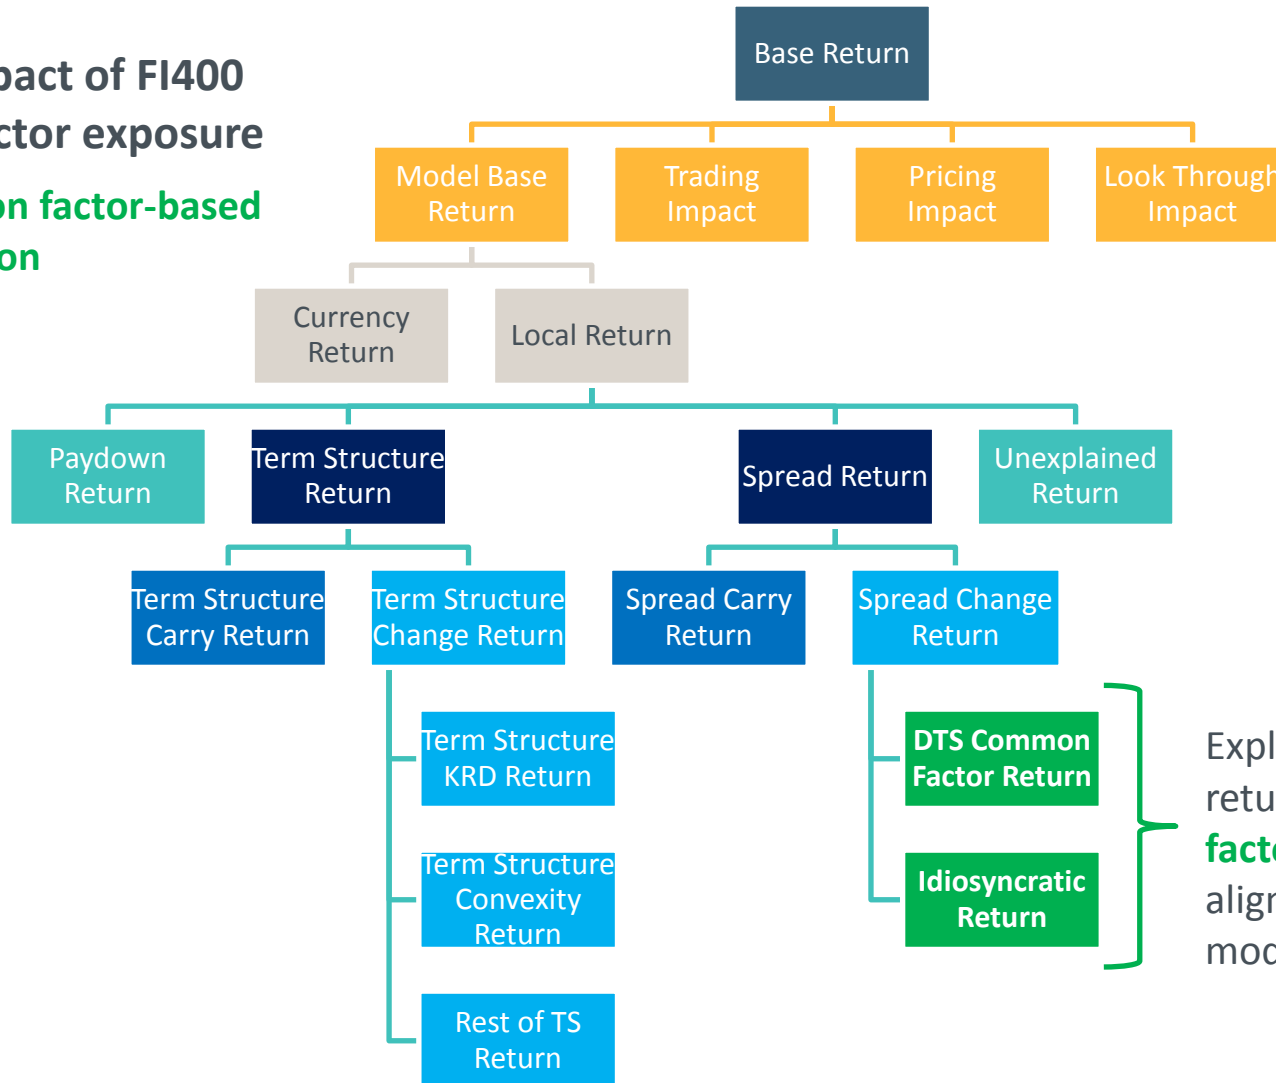 pact of FI400
ctor exposure
on factor-based
on
Base Return
Model Base
Return
Trading
Impact
Pricing
Impact
Look Through
Impact
Currency
Return
Local Return
Paydown
Return
Term Structure
Return
Spread Return
Unexplained
Return
Term Structure
Carry Return
Term Structure
Change Return
Spread Carry
Return
Spread Change
Return
Term Structure
KRD Return
Term Structure
Convexity
Return
Rest of TS
Return
DTS Common
Factor Return
Idiosyncratic
Return
Expl
retu
facto
align
mod